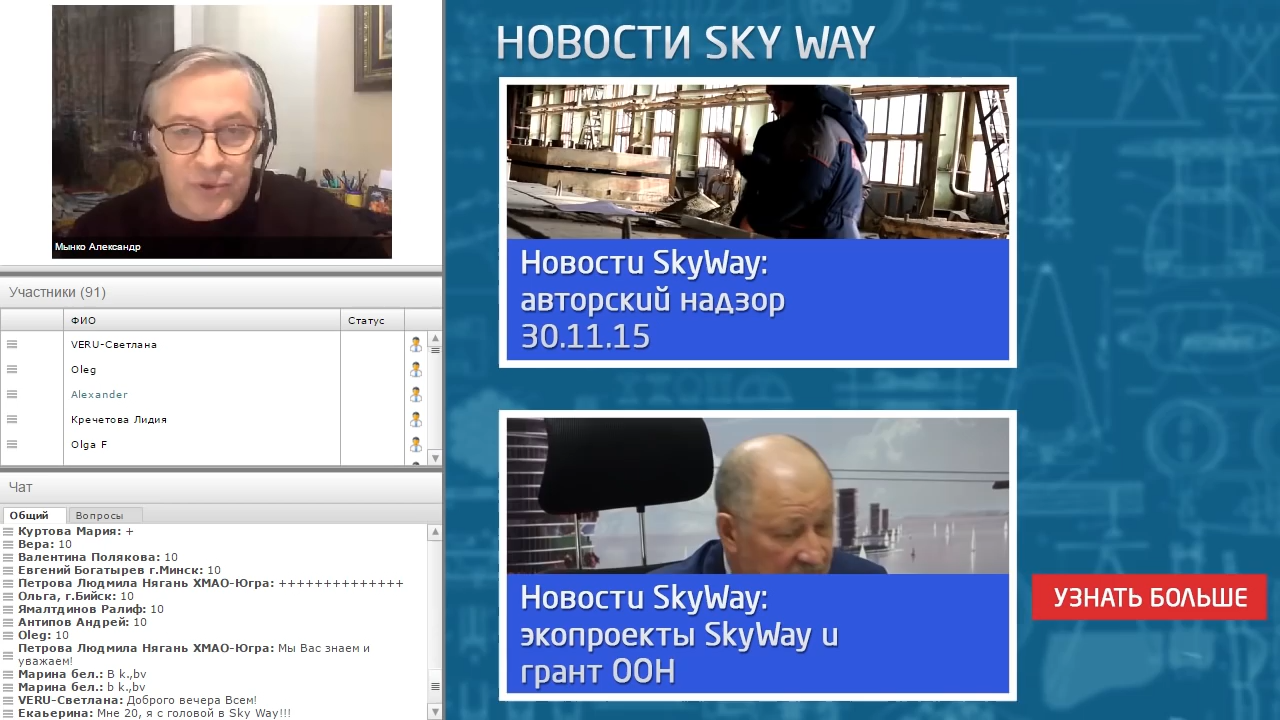 Мынко Александр
Участники (91)
ФИО
Статус
VERU-Светлана
Oleg
Alexander
Кречетова Лидия
Olga F
Чат
Общий
Вопросы
Куртова Мария: +
Вера: 10
Валентина Полякова: 10
Евгений Богатырев г.Минск: 10
Петрова Людмила Нягань ХМАО-Югра: ++++++++++++++
Ольга, г.Бийск: 10
Ямалтдинов Ралиф: 10
Антипов Андрей: 10
Oleg: 10
Петрова Людмила Нягань ХМАО-Югра: Мы Вас знаем и
уважаем!
Марина бел.: B k.,bv
Марина бел.: b k.,bv
VERU-Светлана: Доброго вечера Всем!
Екаьерина: Мне 20, я с головой в Sky Way!!!
НОВОСТИ SKY WAY
Новости SkyWay:
авторский надзор
30.11.15
Новости SkyWay:
экопроекты SkyWay и
грант ООН
УЗНАТЬ БОЛЬШЕ